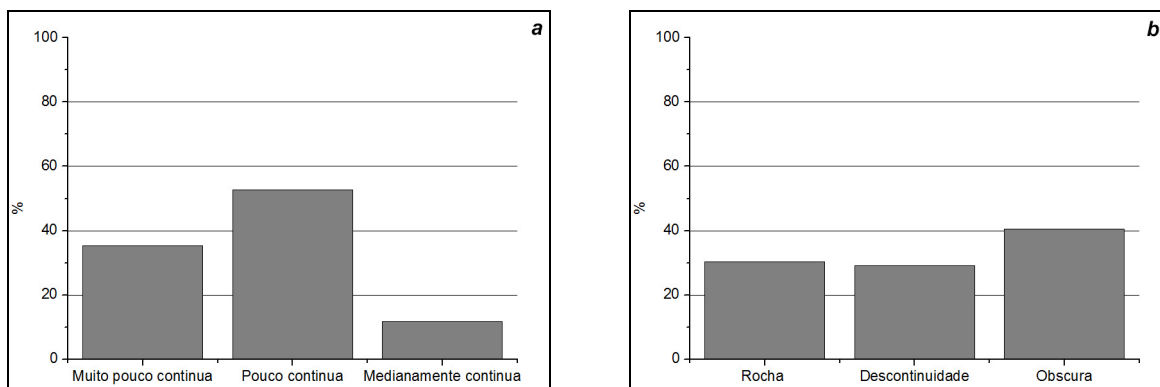 a
100
80
60
40
20
0
%
Muito pouco continua
Pouco continua
Medianamente continua
b
100
80
60
40
20
0
%
Rocha
Descontinuidade
Obscura